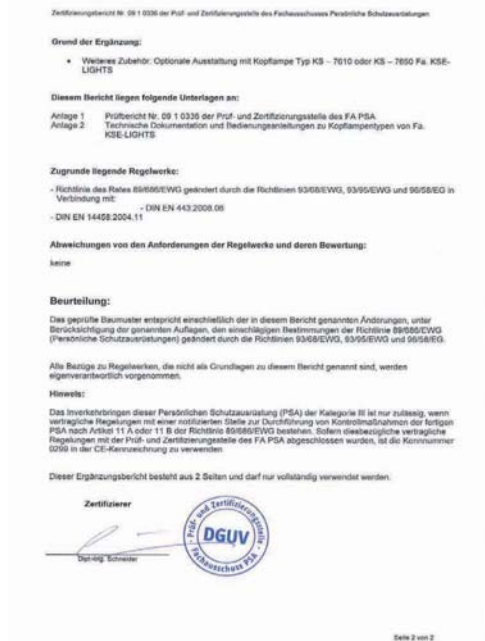 Zertifizierungsbericht Nr. 09 1 0336 der Prüf- und Zertifizierungsstelle des Fachausschusses Persönliche Schutzausrüstungen
Grund der Ergänzung:
• Weiteres Zubehör: Optionale Ausstattung mit Kopflampe Typ KS – 7610 oder KS – 7650 Fa. KSE-
LIGHTS
Diesem Bericht liegen folgende Unterlagen an:
Anlage 1 Prüfbericht Nr. 09 1 0336 der Prüf- und Zertifizierungsstelle des FA PSA
Anlage 2 Technische Dokumentation und Bedienungsanleitungen zu Kopflampentypen von Fa.
KSE-LIGHTS
Zugrunde liegende Regelwerke:
- Richtlinie des Rates 89/686/EWG geändert durch die Richtlinien 93/68/EWG, 93/95/EWG und 96/58/EG in
Verbindung mit:
- DIN EN 443:2008.06
- DIN EN 14458:2004.11
Abweichungen von den Anforderungen der Regelwerke und deren Bewertung:
keine
Beurteilung:
Das geprüfte Baumuster entspricht einschließlich der in diesem Bericht genannten Änderungen, unter
Berücksichtigung der genannten Auflagen, den einschlägigen Bestimmungen der Richtlinie 89/686/EWG
(Persönliche Schutzausrüstungen) geändert durch die Richtlinien 93/68/EWG, 93/95/EWG und 96/58/EG.
Alle Bezüge zu Regelwerken, die nicht als Grundlagen zu diesem Bericht genannt sind, werden
eigenverantwortlich vorgenommen.
Hinweis:
Das Inverkehrbringen dieser Persönlichen Schutzausrüstung (PSA) der Kategorie III ist nur zulässig, wenn
vertragliche Regelungen mit einer notifizierten Stelle zur Durchführung von Kontrollmaßnahmen der fertigen
PSA nach Artikel 11 A oder 11 B der Richtlinie 89/686/EWG bestehen. Sofern diesbezügliche vertragliche
Regelungen mit der Prüf- und Zertifizierungsstelle des FA PSA abgeschlossen wurden, ist die Kennnummer
0299 in der CE-Kennzeichnung zu verwenden
Dieser Ergänzungsbericht besteht aus 2 Seiten und darf nur vollständig verwendet werden.
Zertifizierer
Dipl.-Ing. Schneider
Prüf- und Zertifizierungsstelle
DGUV
Fachausschuss PSA
Seite 2 von 2